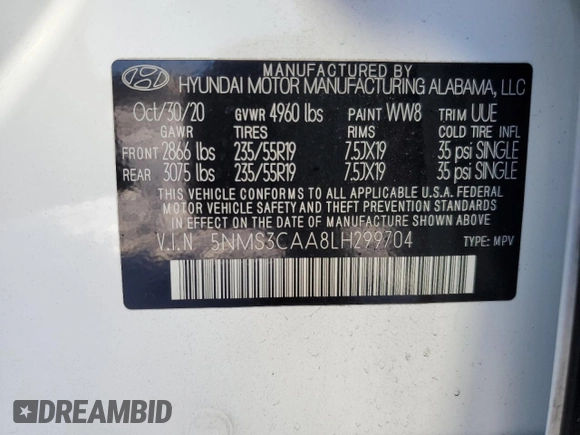 MANUFACTURED BY
HYUNDAI MOTOR MANUFACTURING ALABAMA, LLC
Oct/30/20 GVWR 4960 lbs PAINT WW8 TRIM UUE
GAWR TIRES RIMS COLD TIRE INFL
FRONT 2866 lbs 235/55R19 7.5JX19 35 psi SINGLE
REAR 3075 lbs 235/55R19 7.5JX19 35 psi SINGLE
THIS VEHICLE CONFORMS TO ALL APPLICABLE U.S.A. FEDERAL
MOTOR VEHICLE SAFETY BUMPER, AND THEFT PREVENTION
STANDARDS IN EFFECT ON THE DATE OF MANUFACTURE SHOWN ABOVE.
V.I.N 5NMS3CAA8LH299704 TYPE: MPV
DREAMBID